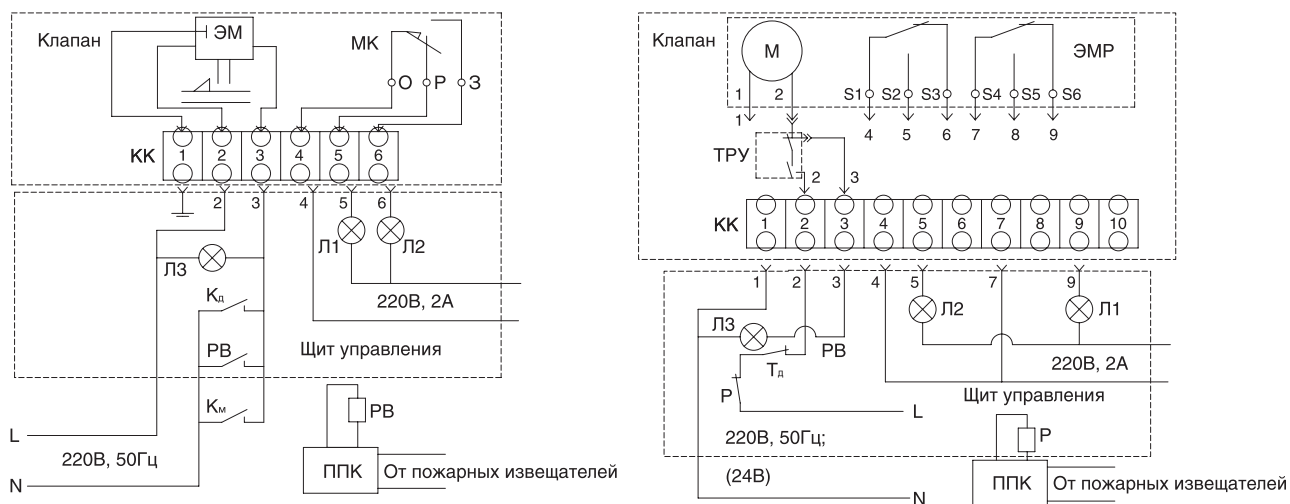 Клапан
ЭМ
МК
О Р З
КК
1 2 3 4 5 6
2 3 4 5 6
Л1 Л2
Л3
220В, 2А
Кд
РВ
Щит управления
Км
РВ
L
220В, 50Гц
ППК От пожарных извещателей
N
Клапан
М
ЭМР
1 2
S1 S2 S3 S4 S5 S6
1 4 5 6 7 8 9
ТРУ
2 3
КК
1 2 3 4 5 6 7 8 9 10
1 2 3 4 5 7 9
Л2 Л1
Л3
РВ
Тд
220В, 2А
Р
Щит управления
L
220В, 50Гц;
Р
(24В)
ППК От пожарных извещателей
N